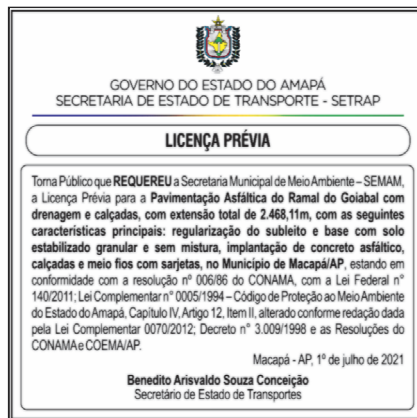 GOVERNO DO ESTADO DO AMAPÁ
SECRETARIA DE ESTADO DE TRANSPORTE - SETRAP
LICENÇA PRÉVIA
Torna Público que REQUEREU a Secretaria Municipal de Meio Ambiente – SEMAM,
a Licença Prévia para a Pavimentação Asfáltica do Ramal do Goiabal com
drenagem e calçadas, com extensão total de 2.468,11m, com as seguintes
características principais: regularização do subleito e base com solo
estabilizado granular e sem mistura, implantação de concreto asfáltico,
calçadas e meio fios com sarjetas, no Município de Macapá/AP, estando em
conformidade com a resolução nº 006/86 do CONAMA, com a Lei Federal n°
140/2011; Lei Complementar n° 0005/1994 – Código de Proteção ao Meio Ambiente
do Estado do Amapá, Capítulo IV, Artigo 12, Item II, alterado conforme redação dada
pela Lei Complementar 0070/2012; Decreto n° 3.009/1998 e as Resoluções do
CONAMA e COEMA/AP.
Macapá - AP, 1º de julho de 2021
Benedito Arisvaldo Souza Conceição
Secretário de Estado de Transportes